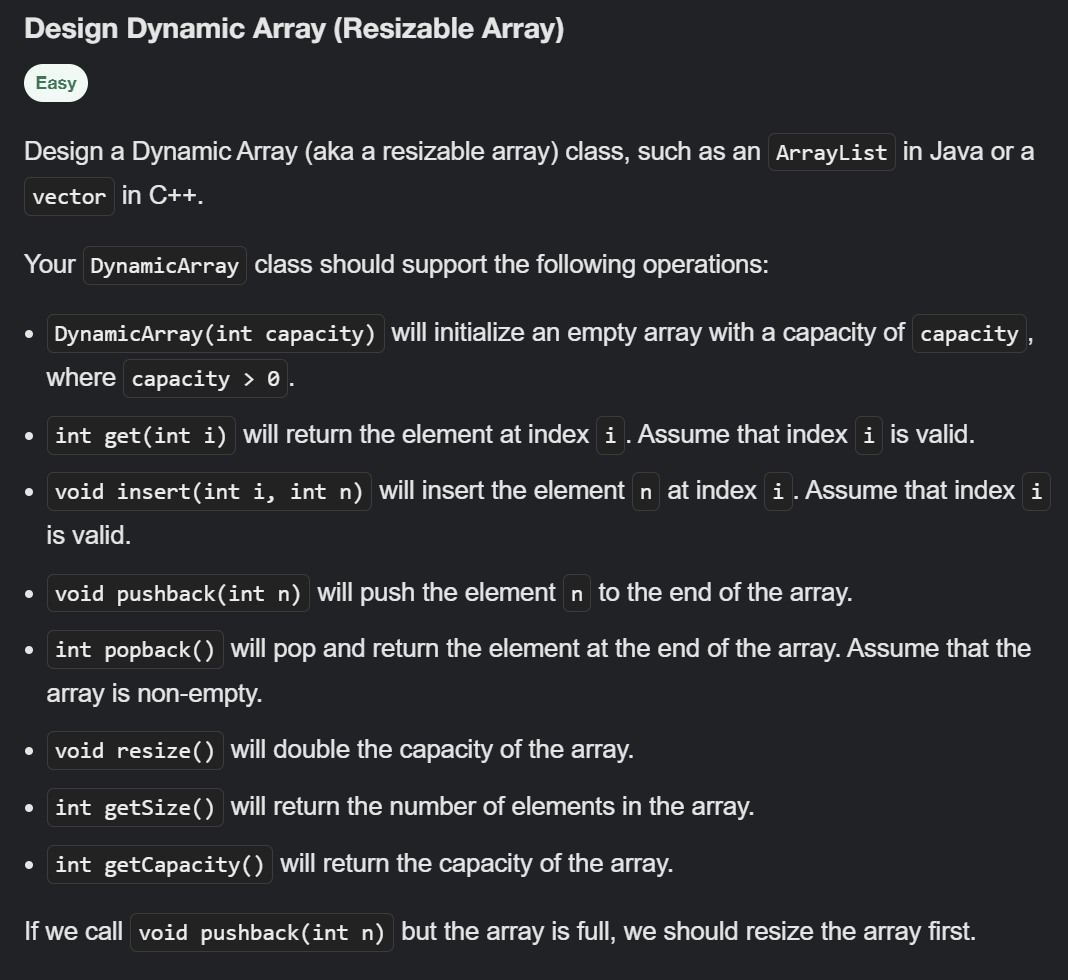 Design Dynamic Array (Resizable Array)
Easy
Design a Dynamic Array (aka a resizable array) class, such as an ArrayList in Java or a
vector in C++.
Your DynamicArray class should support the following operations:
• DynamicArray(int capacity) will initialize an empty array with a capacity of capacity,
where capacity > 0.
• int get(int i) will return the element at index i. Assume that index i is valid.
• void insert(int i, int n) will insert the element n at index i. Assume that index i
is valid.
• void pushback(int n) will push the element n to the end of the array.
• int popback() will pop and return the element at the end of the array. Assume that the
array is non-empty.
• void resize() will double the capacity of the array.
• int getSize() will return the number of elements in the array.
• int getCapacity() will return the capacity of the array.
If we call void pushback(int n) but the array is full, we should resize the array first.